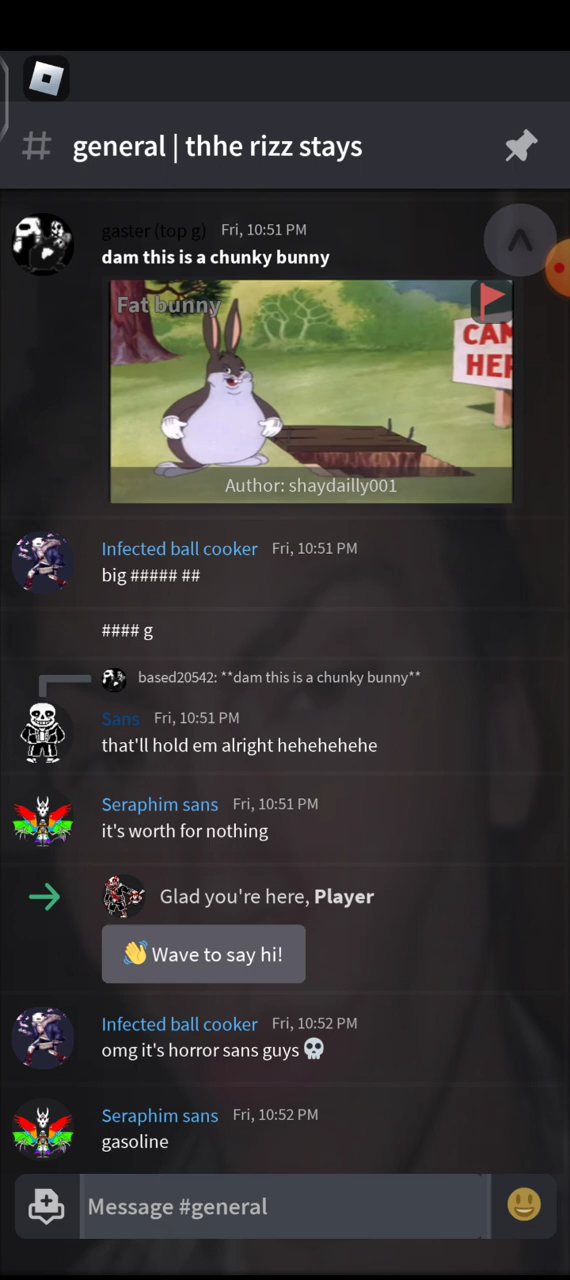 # general | thhe rizz stays
gaster (top g) Fri, 10:51 PM
dam this is a chunky bunny
Fat bunny
CAM
HER
Author: shaydailly001
Infected ball cooker Fri, 10:51 PM
big ##### ##
#### g
based20542: **dam this is a chunky bunny**
Sans Fri, 10:51 PM
that'll hold em alright hehehehehe
Seraphim sans Fri, 10:51 PM
it's worth for nothing
Glad you're here, Player
👋 Wave to say hi!
Infected ball cooker Fri, 10:52 PM
omg it's horror sans guys 💀
Seraphim sans Fri, 10:52 PM
gasoline
Message #general